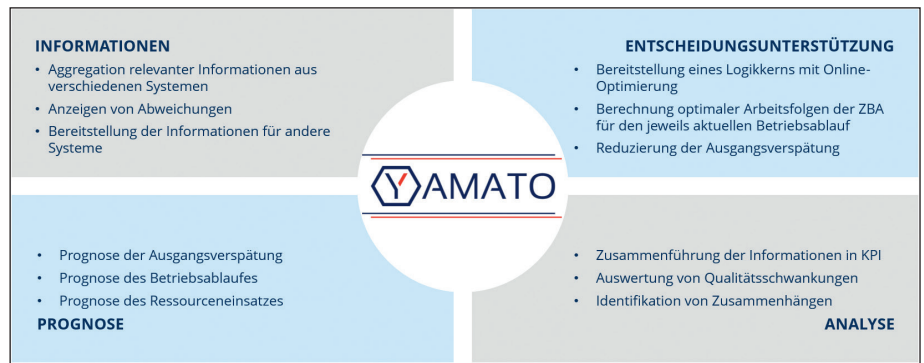 INFORMATIONEN
• Aggregation relevanter Informationen aus
verschiedenen Systemen
• Anzeigen von Abweichungen
• Bereitstellung der Informationen für andere
Systeme
ENTSCHEIDUNGSUNTERSTÜTZUNG
• Bereitstellung eines Logikkerns mit Online-
Optimierung
• Berechnung optimaler Arbeitsfolgen der ZBA
für den jeweils aktuellen Betriebsablauf
• Reduzierung der Ausgangsverspätung
YAMATO
• Prognose der Ausgangsverspätung
• Prognose des Betriebsablaufes
• Prognose des Ressourceneinsatzes
PROGNOSE
• Zusammenführung der Informationen in KPI
• Auswertung von Qualitätsschwankungen
• Identifikation von Zusammenhängen
ANALYSE